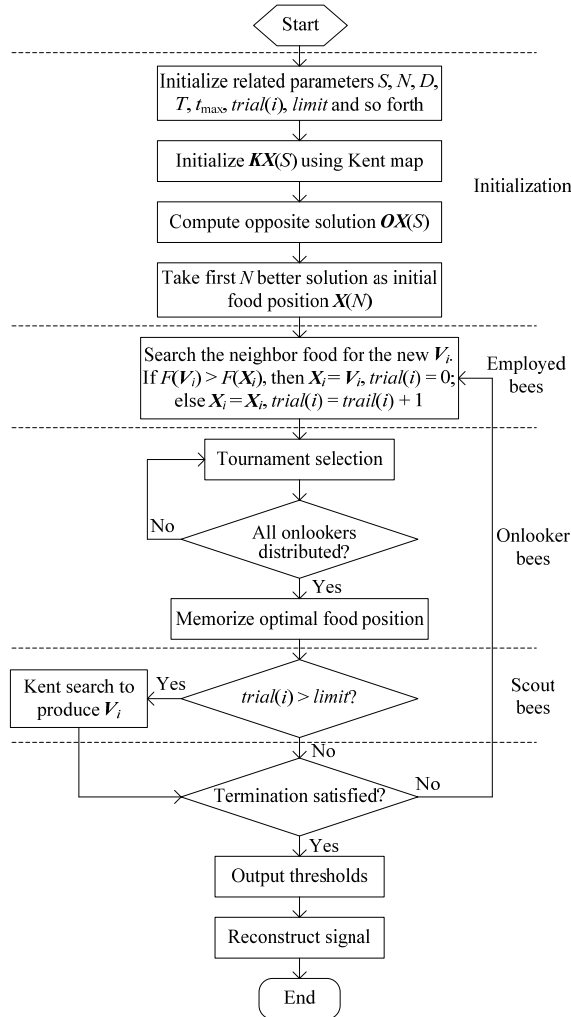 Start
Initialize related parameters S, N, D,
T, tmax, trial(i), limit and so forth
Initialize KX(S) using Kent map
Initialization
Compute opposite solution OX(S)
Take first N better solution as initial
food position X(N)
Search the neighbor food for the new Vi.
If F(Vi) > F(Xi), then Xi = Vi, trial(i) = 0;
else Xi = Xi, trial(i) = trail(i) + 1
Employed
bees
Tournament selection
No
All onlookers
distributed?
Onlooker
bees
Yes
Memorize optimal food position
Kent search to
produce Vi
Yes
trial(i) > limit?
Scout
bees
No
Termination satisfied?
No
Yes
Output thresholds
Reconstruct signal
End